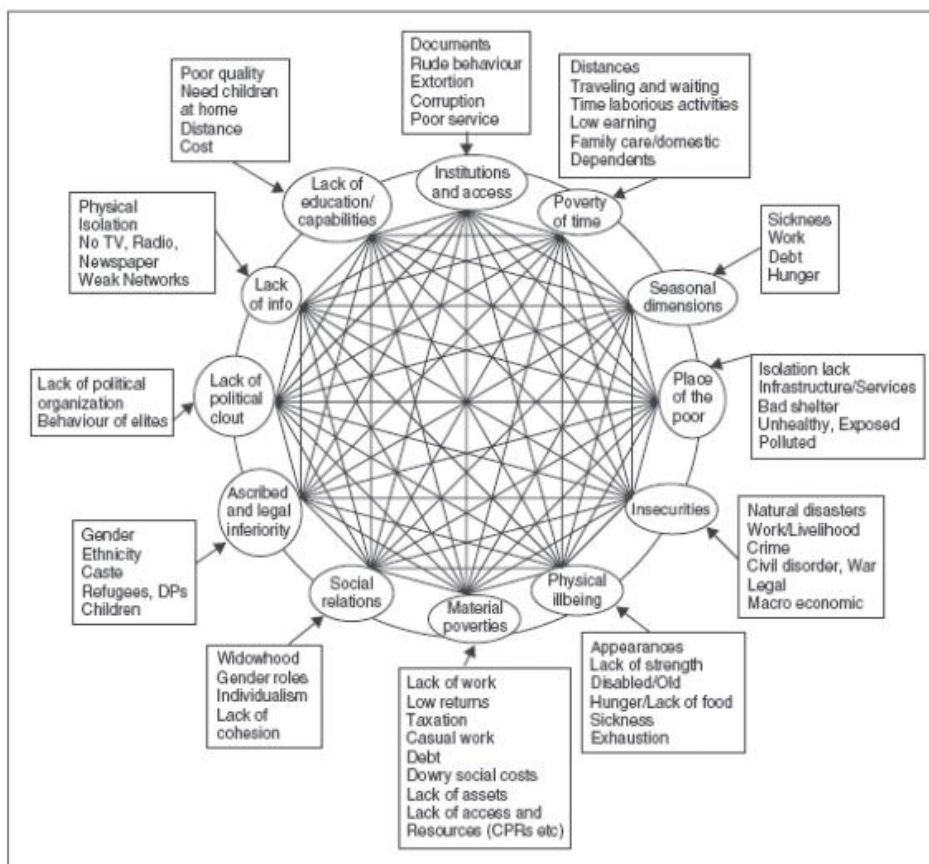 Documents
Rude behaviour
Extortion
Corruption
Poor service
Poor quality
Need children
at home
Distance
Cost
Distances
Traveling and waiting
Time laborious activities
Low earning
Family care/domestic
Dependents
Lack of
education/
capabilities
Institutions
and access
Poverty
of time
Physical
Isolation
No TV, Radio,
Newspaper
Weak Networks
Sickness
Work
Debt
Hunger
Lack
of info
Seasonal
dimensions
Lack of political
organization
Behaviour of elites
Lack of
political
clout
Place
of the
poor
Isolation lack
Infrastructure/Services
Bad shelter
Unhealthy, Exposed
Polluted
Ascribed
and legal
inferiority
Insecurities
Gender
Ethnicity
Caste
Refugees, DPs
Children
Natural disasters
Work/Livelihood
Crime
Civil disorder, War
Legal
Macro economic
Social
relations
Material
poverties
Physical
illbeing
Widowhood
Gender roles
Individualism
Lack of
cohesion
Lack of work
Low returns
Taxation
Casual work
Debt
Dowry social costs
Lack of assets
Lack of access and
Resources (CPRs etc)
Appearances
Lack of strength
Disabled/Old
Hunger/Lack of food
Sickness
Exhaustion